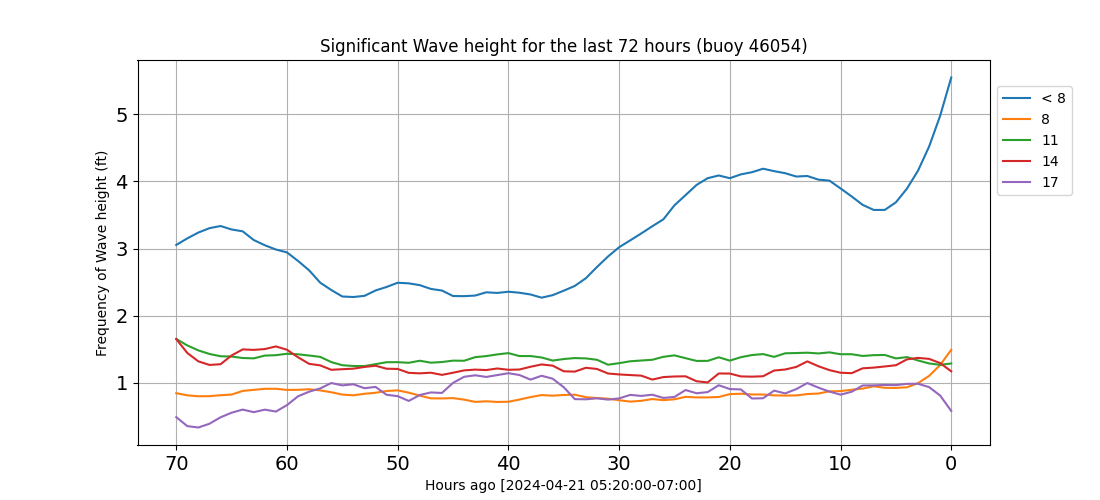 Significant Wave height for the last 72 hours (buoy 46054)
Frequency of Wave height (ft)
5
4
3
2
1
70 60 50 40 30 20 10 0
Hours ago [2024-04-21 05:20:00-07:00]
< 8
8
11
14
17